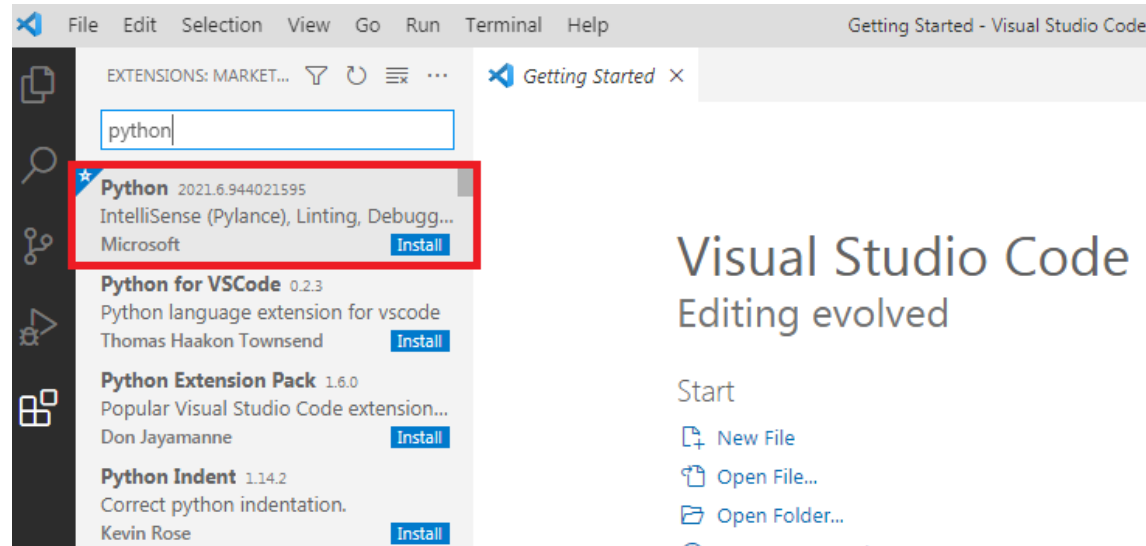 File Edit Selection View Go Run Terminal Help
Getting Started - Visual Studio Code
EXTENSIONS: MARKET...
Getting Started
python
Python 2021.6.944021595
IntelliSense (Pylance), Linting, Debugg...
Microsoft Install
Python for VSCode 0.2.3
Python language extension for vscode
Thomas Haakon Townsend Install
Python Extension Pack 1.6.0
Popular Visual Studio Code extension...
Don Jayamanne Install
Python Indent 1.14.2
Correct python indentation.
Kevin Rose Install
Visual Studio Code
Editing evolved
Start
New File
Open File...
Open Folder...